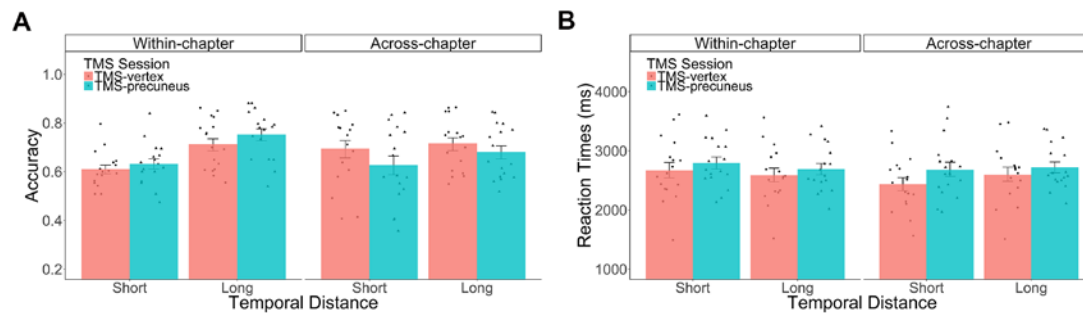 A
Within-chapter
Across-chapter
TMS Session
TMS-vertex
TMS-precuneus
Accuracy
1.0
0.8
0.6
0.4
0.2
Short
Long
Short
Long
Temporal Distance
B
Within-chapter
Across-chapter
TMS Session
TMS-vertex
TMS-precuneus
Reaction Times (ms)
4000
3000
2000
1000
Short
Long
Short
Long
Temporal Distance